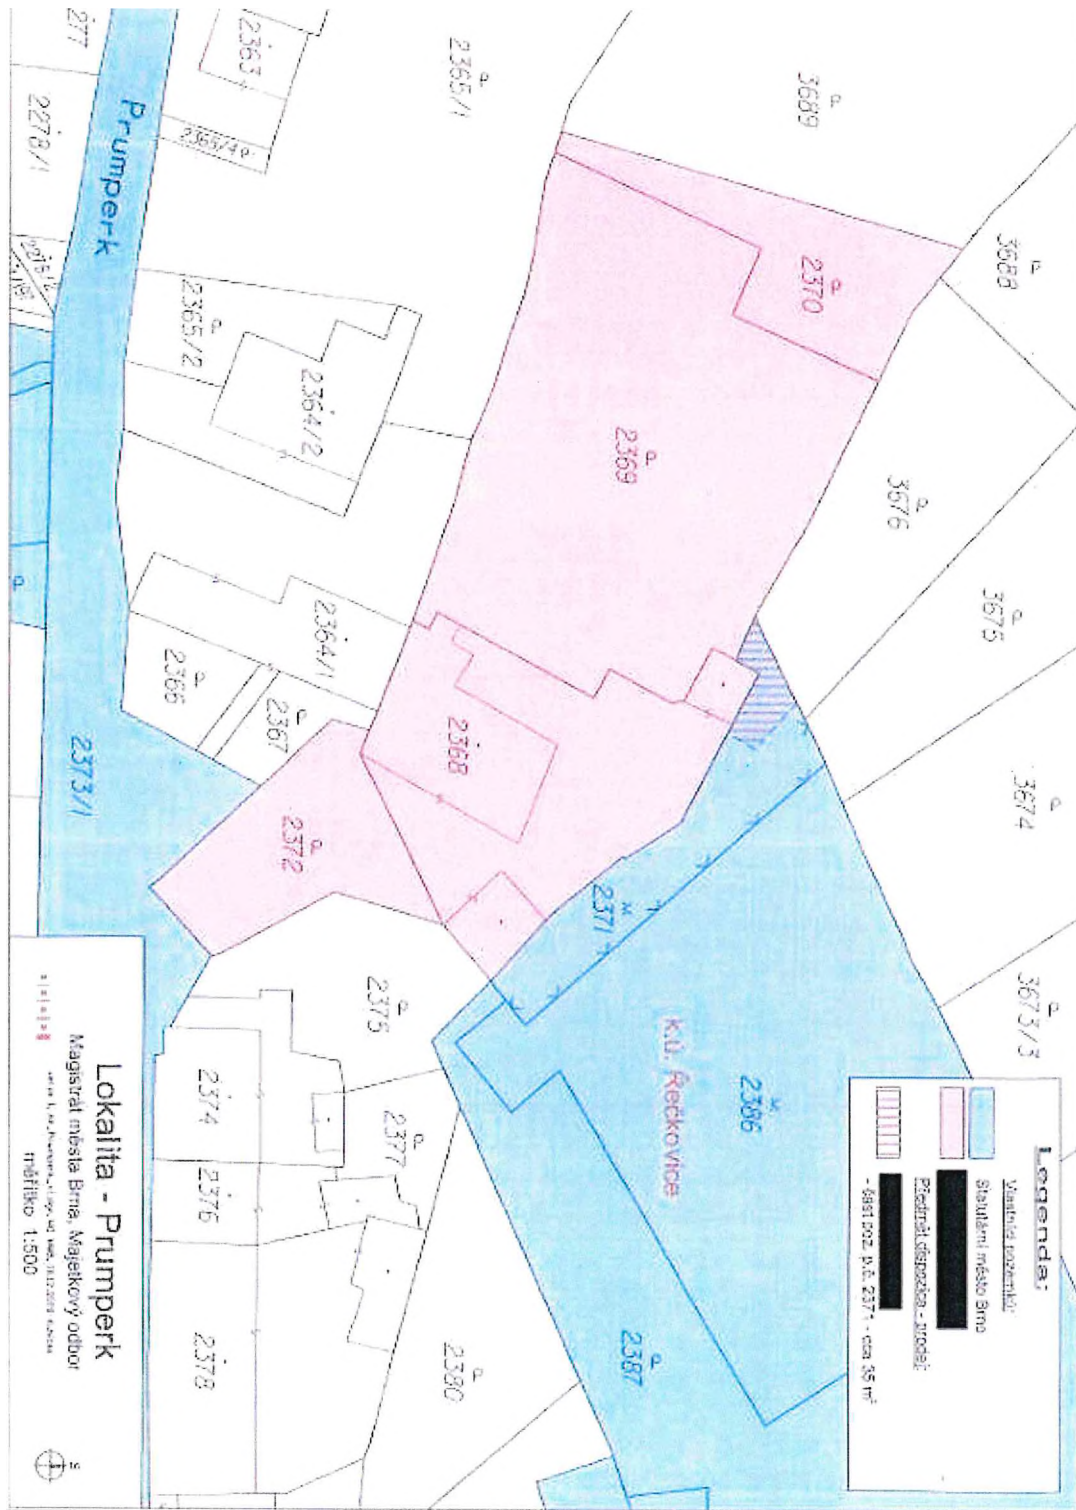 277
2278/1
Prumperk
2363
2365/4
2365/1
3689
3688
2370
2365/2
2364/2
2369
3676
3675
2364/1
2366
2367
2368
3674
2373/1
2372
2371
3673/3
2375
k.ú. Řečkovice
2386
2374
2377
2376
2378
2380
2387
Legenda:
Vlastníci pozemků:
Statutární město Brno
Předmět dispozice - prodej:
- část poz. p.č. 2371 - cca 35 m²
Lokalita - Prumperk
Magistrát města Brna, Majetkový odbor
měřítko 1:500
S